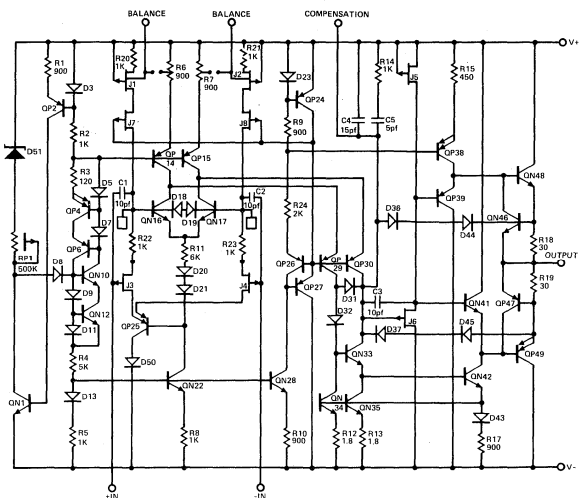 BALANCE BALANCE COMPENSATION
V+
R1 900
D3
R20 1K
R6 900
R7 900
R21 1K
J1
J2
D23
R14 1K
J5
R15 450
QP2
R2 1K
J7
J8
QP24
C4 15pf
C5 5pf
R9 900
D51
R3 120
D5
QP 14
QP15
QP38
QN48
C1 10pf
D18
D19
C2 10pf
QP4
QN16
QN17
R24 2K
QP39
QN46
D7
D36
D44
R18 30
RP1 500K
QP6
D8
QN10
R22 1K
R11 6K
R23 1K
QP26
QP 29
QP30
OUTPUT
R19 30
D9
D20
D21
J3
J4
QP27
D31
C3 10pf
QN41
QP47
QN12
D11
D32
J6
D37
D45
QP25
QN33
QP49
R4 5K
D50
QN42
D13
QN22
QN28
QN 34
QN35
D43
QN1
R5 1K
R8 1K
R10 900
R12 1.8
R13 1.8
R17 900
V-
+IN -IN